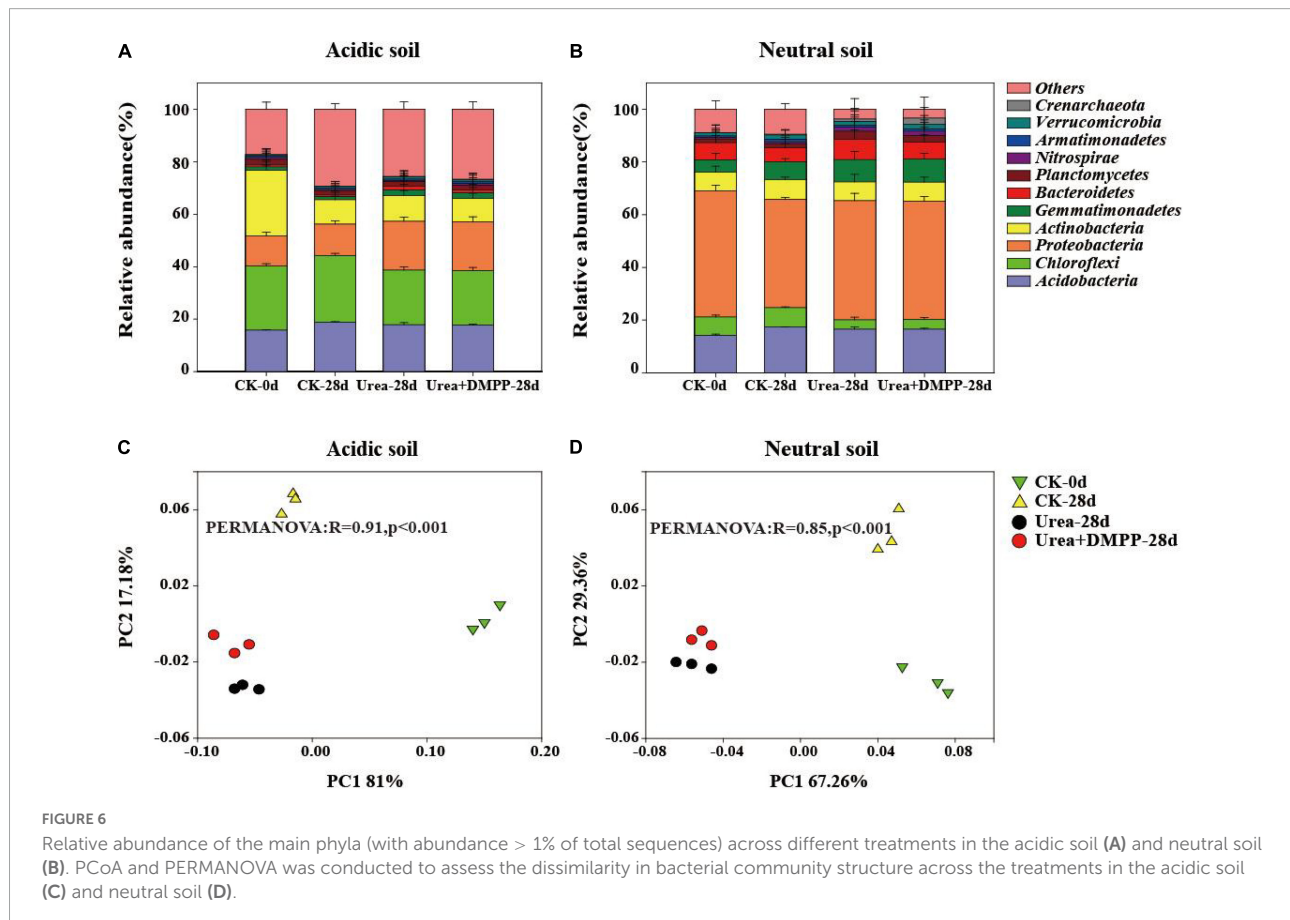 A
Acidic soil
Relative abundance(%)
100
80
60
40
20
0
CK-0d CK-28d Urea-28d Urea+DMPP-28d
B
Neutral soil
Relative abundance(%)
100
80
60
40
20
0
CK-0d CK-28d Urea-28d Urea+DMPP-28d
Others
Crenarchaeota
Verrucomicrobia
Armatimonadetes
Nitrospirae
Planctomycetes
Bacteroidetes
Gemmatimonadetes
Actinobacteria
Proteobacteria
Chloroflexi
Acidobacteria
C
Acidic soil
PERMANOVA:R=0.91,p<0.001
PC2 17.18%
0.06
0.02
-0.02
-0.06
-0.10 0.00 0.10 0.20
PC1 81%
D
Neutral soil
PERMANOVA:R=0.85,p<0.001
PC2 29.36%
0.06
0.02
-0.02
-0.06
-0.08 -0.04 0.00 0.04 0.08
PC1 67.26%
CK-0d
CK-28d
Urea-28d
Urea+DMPP-28d
FIGURE 6
Relative abundance of the main phyla (with abundance > 1% of total sequences) across different treatments in the acidic soil (A) and neutral soil
(B). PCoA and PERMANOVA was conducted to assess the dissimilarity in bacterial community structure across the treatments in the acidic soil
(C) and neutral soil (D).